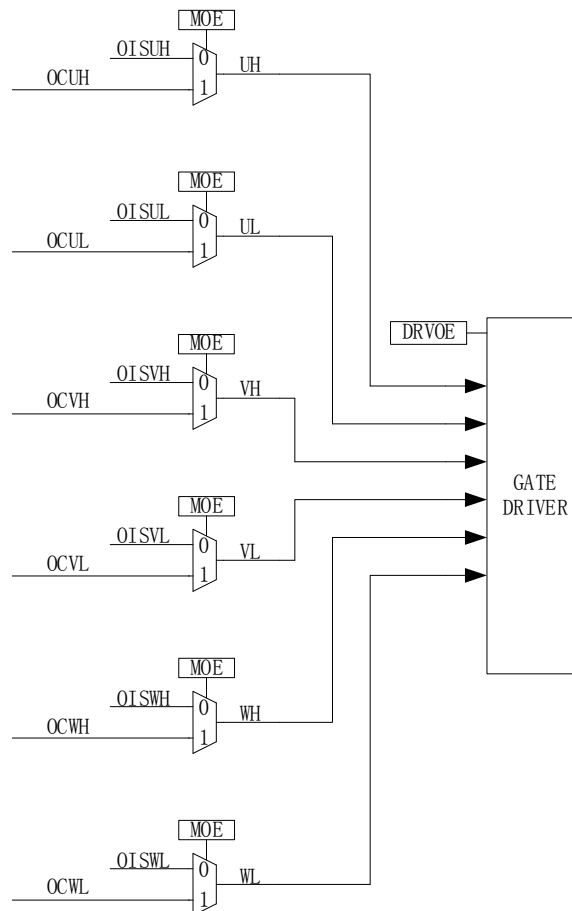 MOE
OISUH
0
UH
OCUH
1
MOE
OISUL
0
UL
OCUL
1
DRVOE
MOE
OISVH
0
VH
OCVH
1
GATE
DRIVER
MOE
OISVL
0
VL
OCVL
1
MOE
OISWH
0
WH
OCWH
1
MOE
OISWL
0
WL
OCWL
1